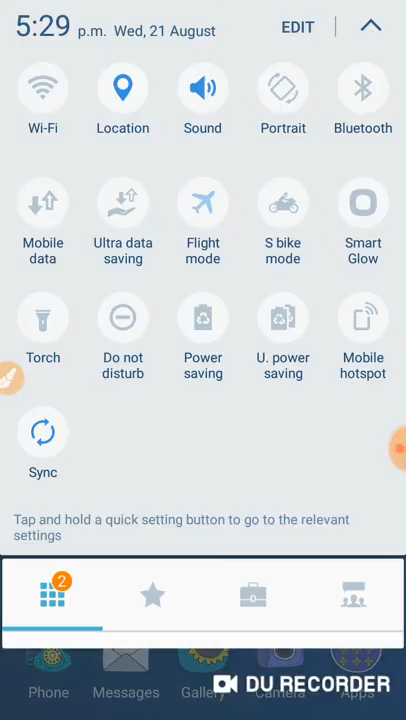 5:29 p.m. Wed, 21 August EDIT
Wi-Fi Location Sound Portrait Bluetooth
Mobile data
Ultra data saving
Flight mode
S bike mode
Smart Glow
Torch
Do not disturb
Power saving
U. power saving
Mobile hotspot
Sync
Tap and hold a quick setting button to go to the relevant
settings
2
Phone Messages Gallery Camera Apps
DU RECORDER